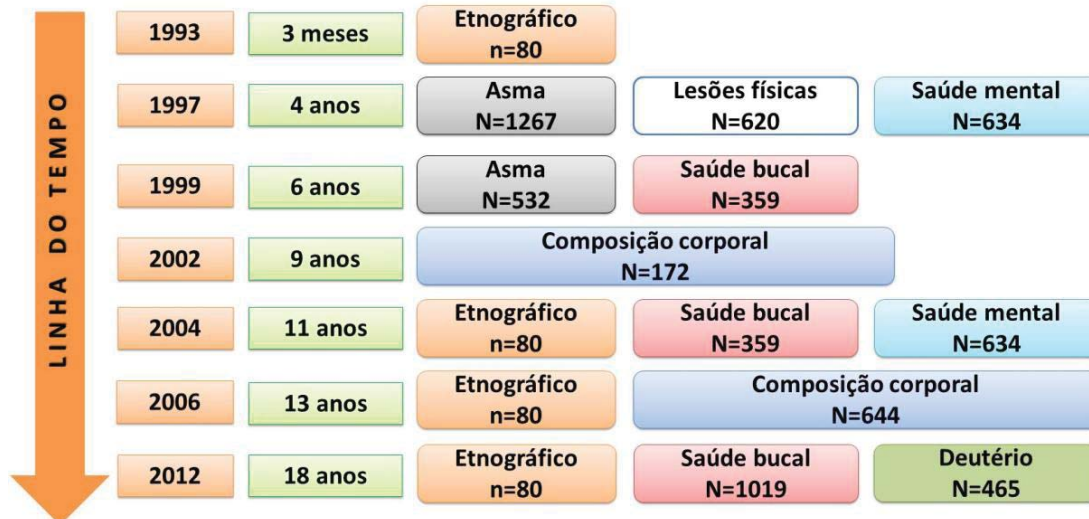 LINHA DO TEMPO
1993
3 meses
Etnográfico
n=80
1997
4 anos
Asma
N=1267
Lesões físicas
N=620
Saúde mental
N=634
1999
6 anos
Asma
N=532
Saúde bucal
N=359
2002
9 anos
Composição corporal
N=172
2004
11 anos
Etnográfico
n=80
Saúde bucal
N=359
Saúde mental
N=634
2006
13 anos
Etnográfico
n=80
Composição corporal
N=644
2012
18 anos
Etnográfico
n=80
Saúde bucal
N=1019
Deutério
N=465